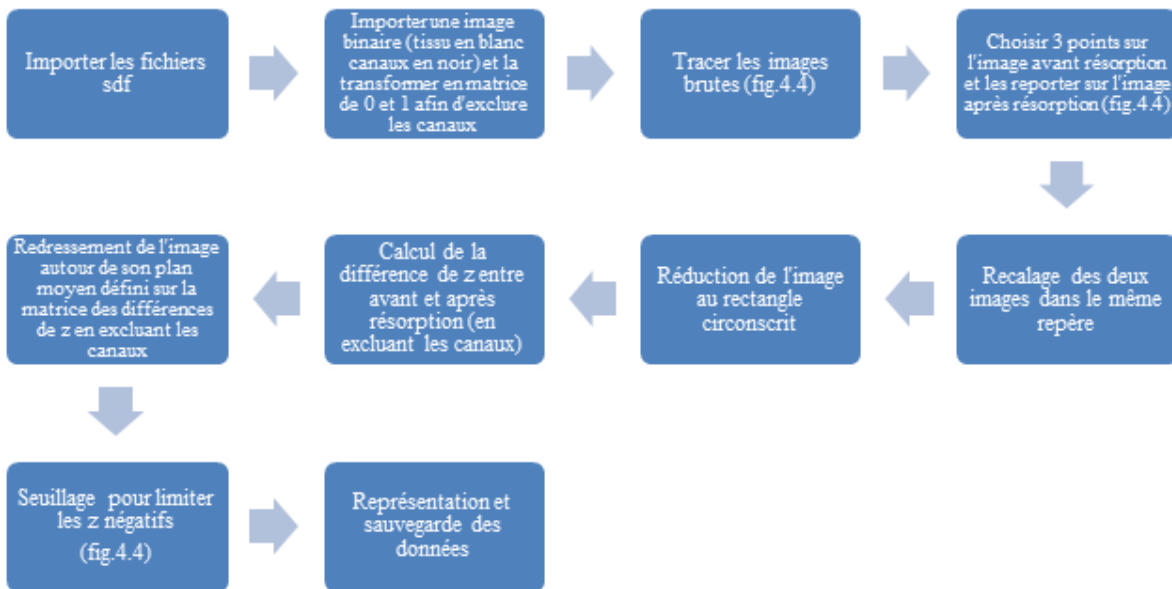 Importer les fichiers
sdf
Importer une image
binaire (tissu en blanc
canaux en noir) et la
transformer en matrice
de 0 et 1 afin d'exclure
les canaux
Tracer les images
brutes (fig.4.4)
Choisir 3 points sur
l'image avant résorption
et les reporter sur l'image
après résorption (fig.4.4)
Recalage des deux
images dans le même
repère
Réduction de l'image
au rectangle
circonscrit
Calcul de la
différence de z entre
avant et après
résorption (en
excluant les canaux)
Redressement de l'image
autour de son plan
moyen défini sur la
matrice des différences
de z en excluant les
canaux
Seuillage pour limiter
les z négatifs
(fig.4.4)
Représentation et
sauvegarde des
données